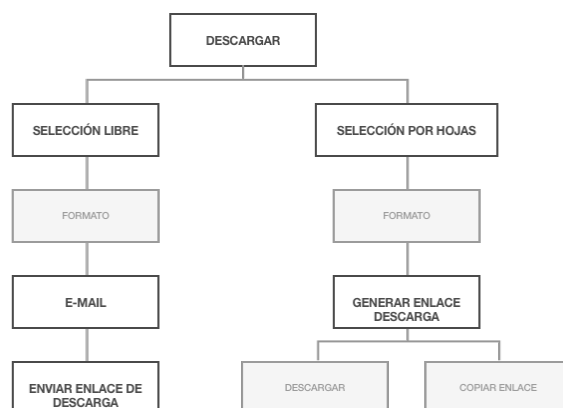 DESCARGAR
SELECCIÓN LIBRE
SELECCIÓN POR HOJAS
FORMATO
FORMATO
E-MAIL
GENERAR ENLACE
DESCARGA
ENVIAR ENLACE DE
DESCARGA
DESCARGAR
COPIAR ENLACE